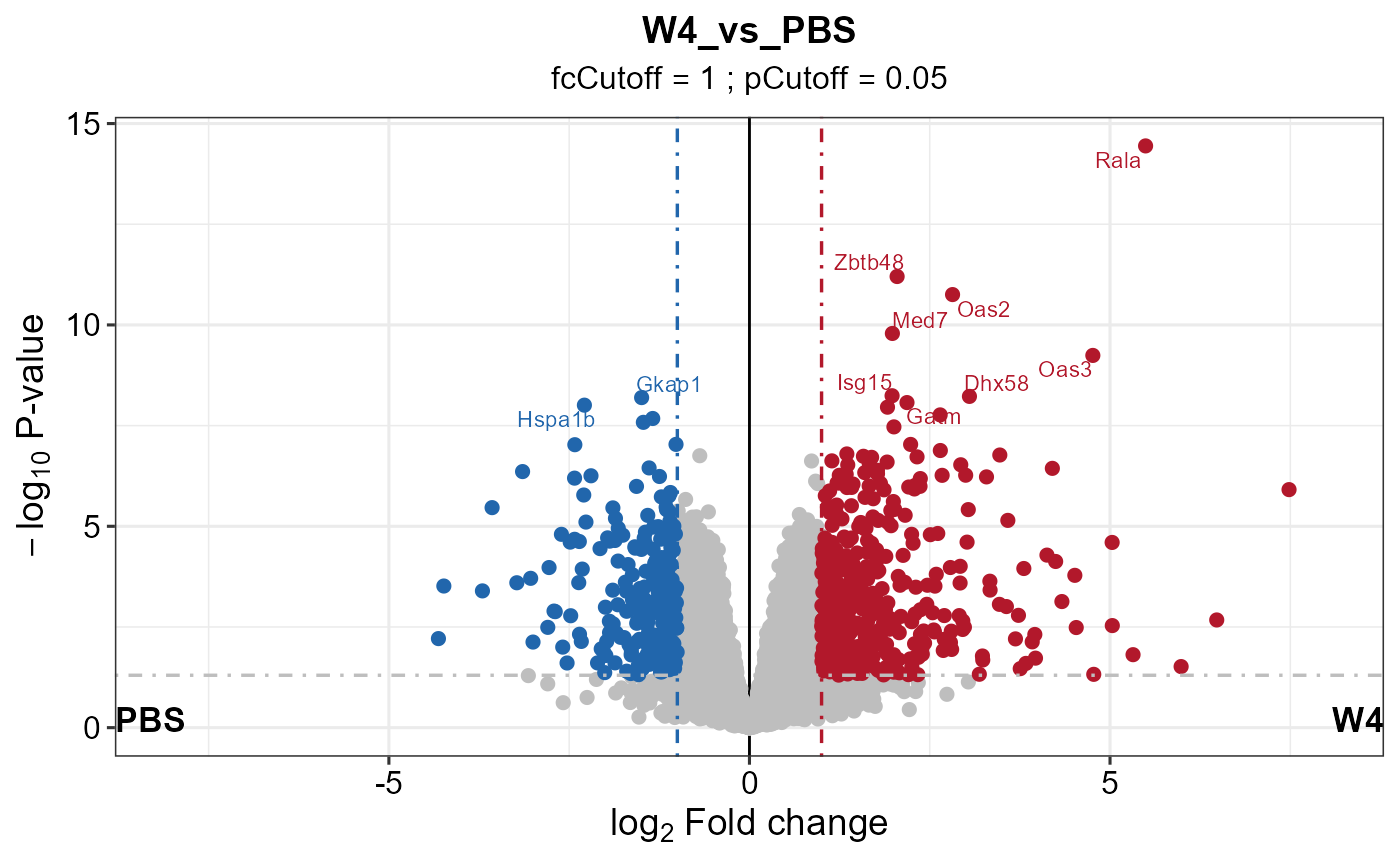 W4_vs_PBS
fcCutoff = 1 ; pCutoff = 0.05
15
Rala
Zbtb48
Oas2
10
Med7
Oas3
Isg15
Dhx58
Gkap1
Gatm
Hspa1b
− log10 P-value
5
0
PBS
W4
-5
0
5
log2 Fold change